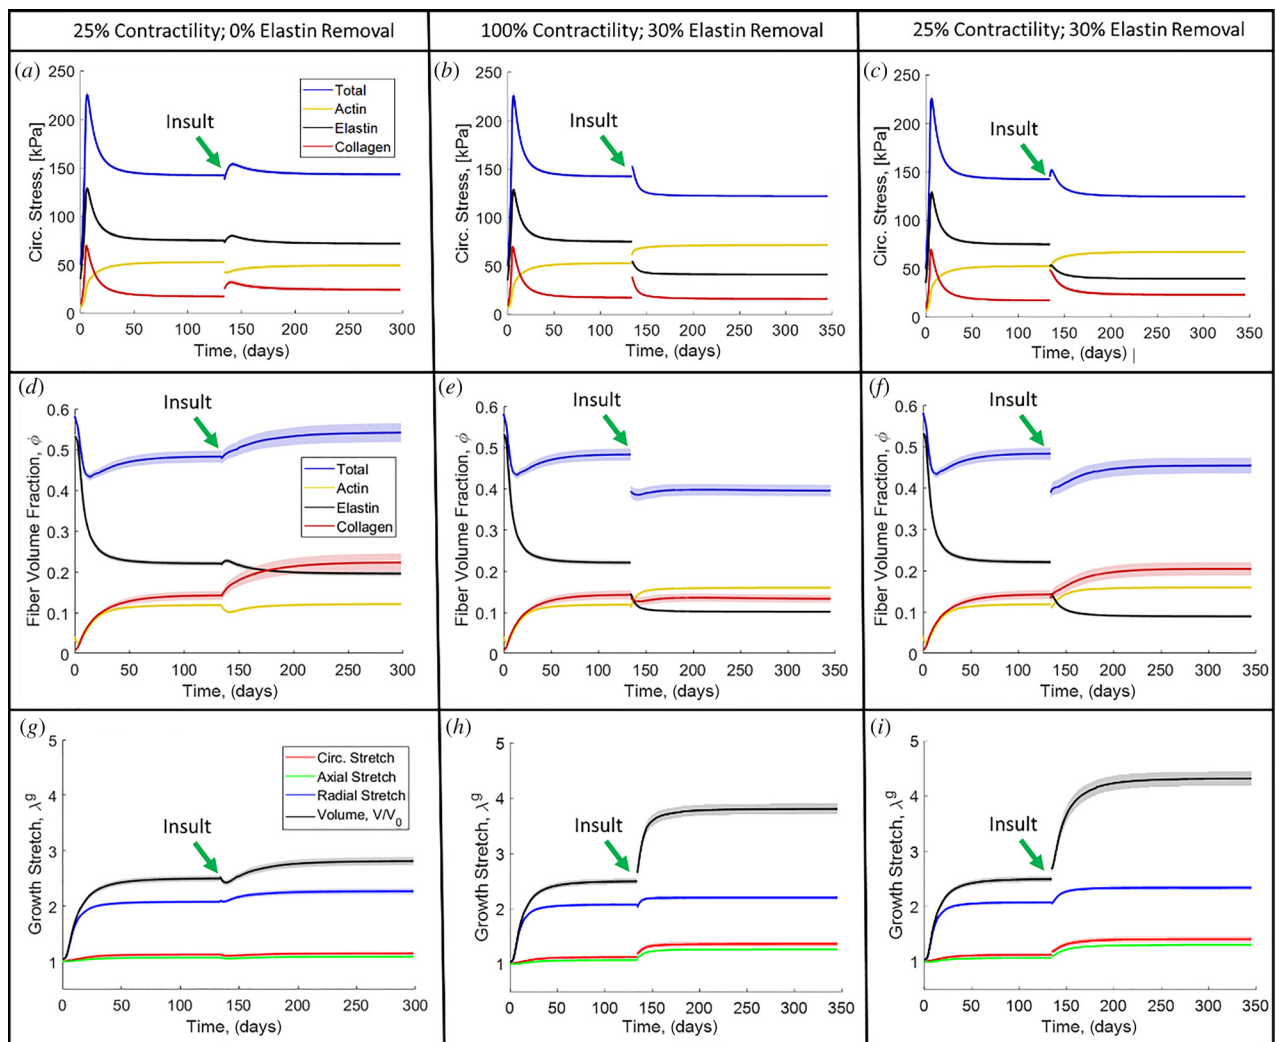 25% Contractility; 0% Elastin Removal
100% Contractility; 30% Elastin Removal
25% Contractility; 30% Elastin Removal
(a)
250
200
150
100
50
0
Circ. Stress, [kPa]
Total
Actin
Elastin
Collagen
Insult
0 50 100 150 200 250 300
Time, (days)
(b)
250
200
150
100
50
0
Circ. Stress, [kPa]
Insult
0 50 100 150 200 250 300 350
Time, (days)
(c)
250
200
150
100
50
0
Circ. Stress, [kPa]
Insult
0 50 100 150 200 250 300 350
Time, (days)
(d)
0.6
0.5
0.4
0.3
0.2
0.1
0
Fiber Volume Fraction, ϕ
Insult
Total
Actin
Elastin
Collagen
0 50 100 150 200 250 300
Time, (days)
(e)
0.6
0.5
0.4
0.3
0.2
0.1
0
Fiber Volume Fraction, ϕ
Insult
0 50 100 150 200 250 300 350
Time, (days)
(f)
0.6
0.5
0.4
0.3
0.2
0.1
0
Fiber Volume Fraction, ϕ
Insult
0 50 100 150 200 250 300 350
Time, (days)
(g)
5
4
3
2
1
Growth Stretch, λg
Circ. Stretch
Axial Stretch
Radial Stretch
Volume, V/V0
Insult
0 50 100 150 200 250 300
Time, (days)
(h)
5
4
3
2
1
Growth Stretch, λg
Insult
0 50 100 150 200 250 300 350
Time, (days)
(i)
5
4
3
2
1
Growth Stretch, λg
Insult
0 50 100 150 200 250 300 350
Time, (days)